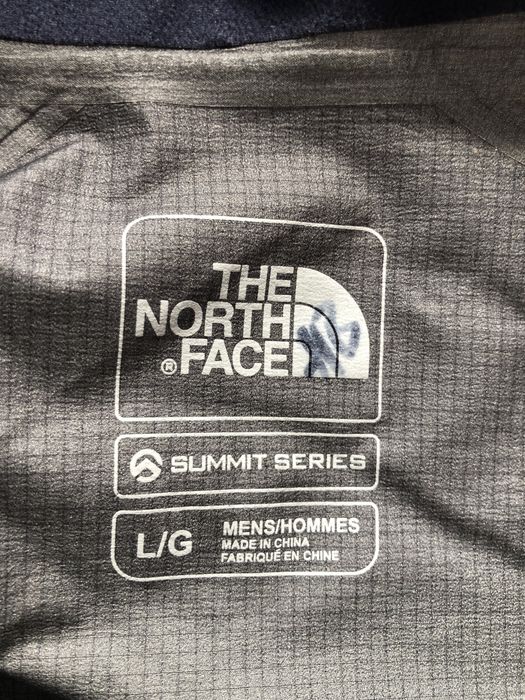 THE
NORTH
® FACE
SUMMIT SERIES
L/G
MENS/HOMMES
MADE IN CHINA
FABRIQUÉ EN CHINE